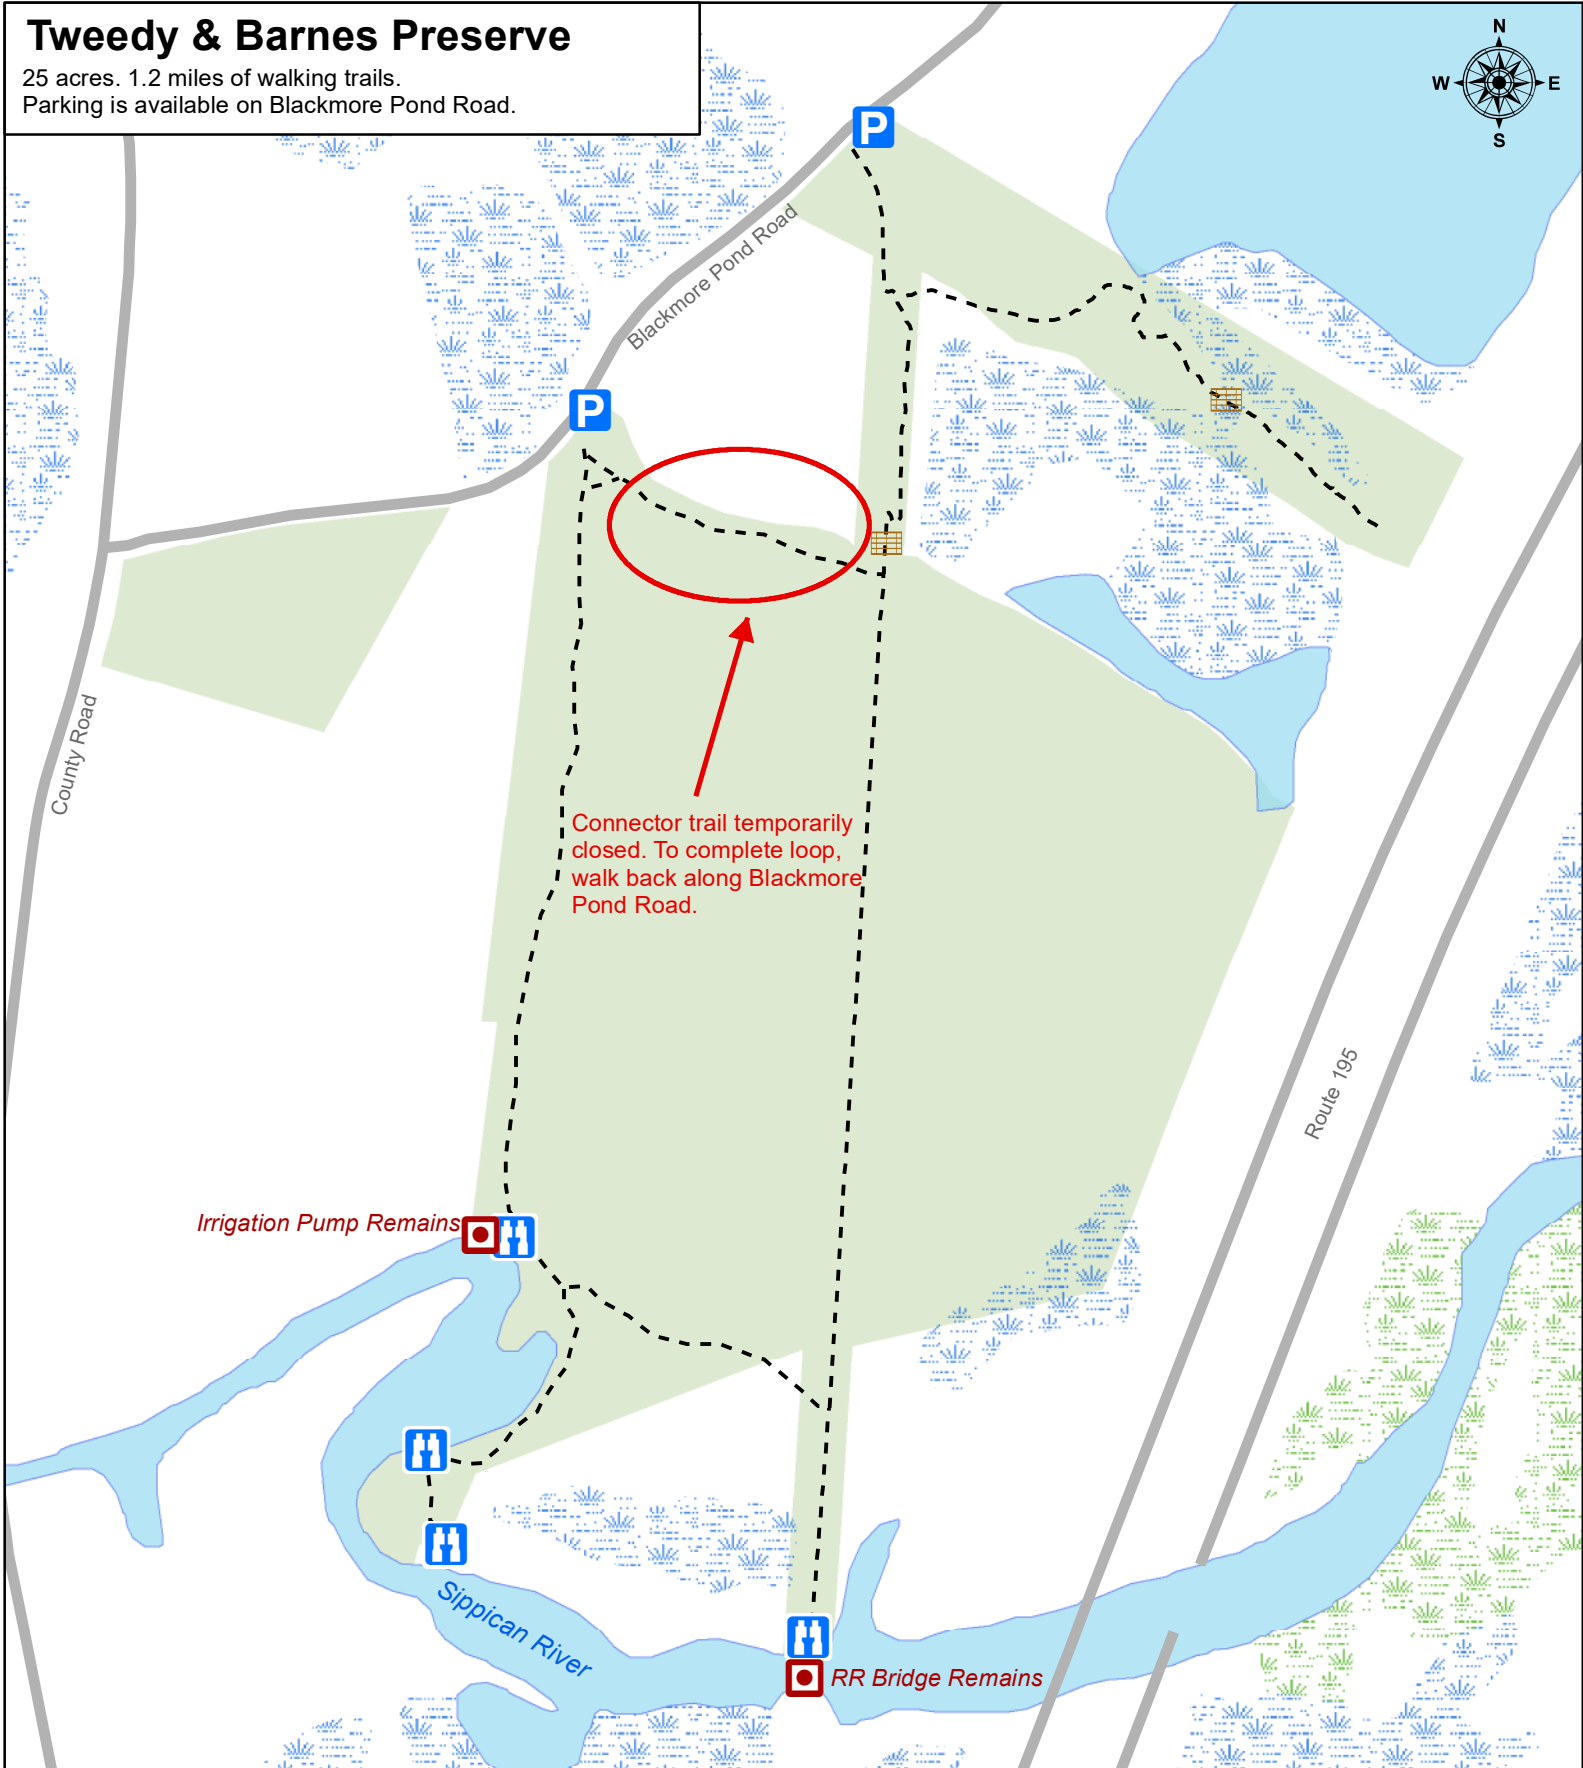 Tweedy & Barnes Preserve
25 acres. 1.2 miles of walking trails.
Parking is available on Blackmore Pond Road.
N
W
E
S
P
Blackmore Pond Road
P
County Road
Connector trail temporarily
closed. To complete loop,
walk back along Blackmore
Pond Road.
Route 195
Irrigation Pump Remains
Sippican River
RR Bridge Remains